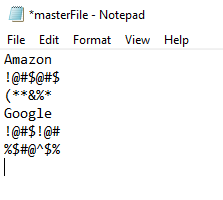 *masterFile - Notepad
File Edit Format View Help
Amazon
!@#$@#$
(**&%*
Google
!@#$!@#
%$#@^$%